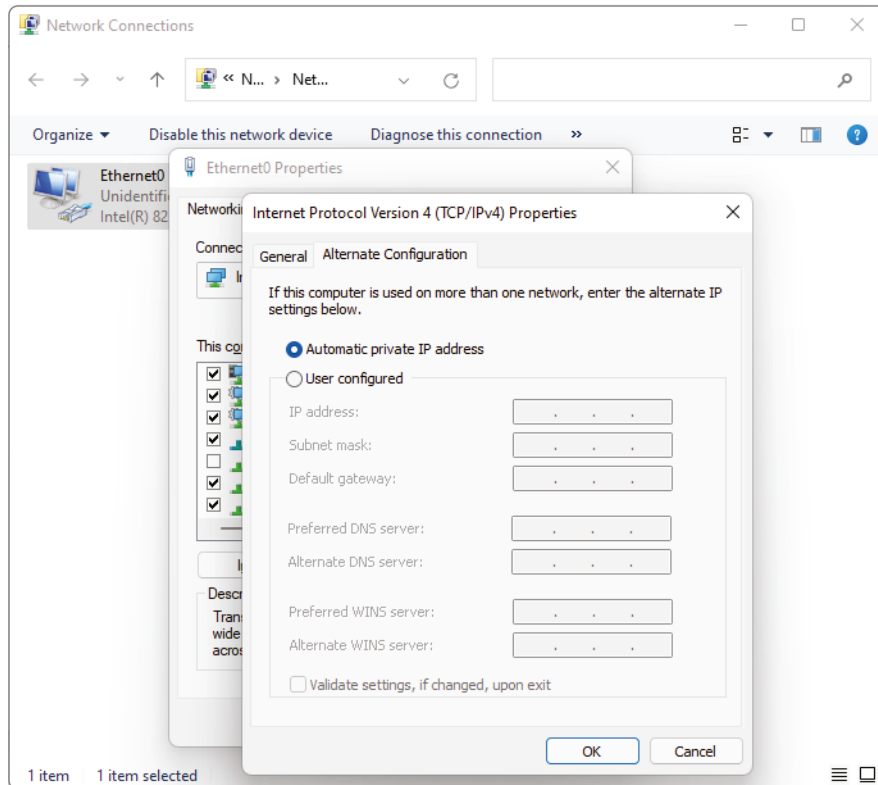 Network Connections
« N... › Net...
Organize Disable this network device Diagnose this connection »
Ethernet0
Unidentifi
Intel(R) 82
Ethernet0 Properties
Networki
Connec
This co
Descr
Tran
wide
acros
Internet Protocol Version 4 (TCP/IPv4) Properties
General Alternate Configuration
If this computer is used on more than one network, enter the alternate IP
settings below.
Automatic private IP address
User configured
IP address:
Subnet mask:
Default gateway:
Preferred DNS server:
Alternate DNS server:
Preferred WINS server:
Alternate WINS server:
Validate settings, if changed, upon exit
OK Cancel
1 item 1 item selected